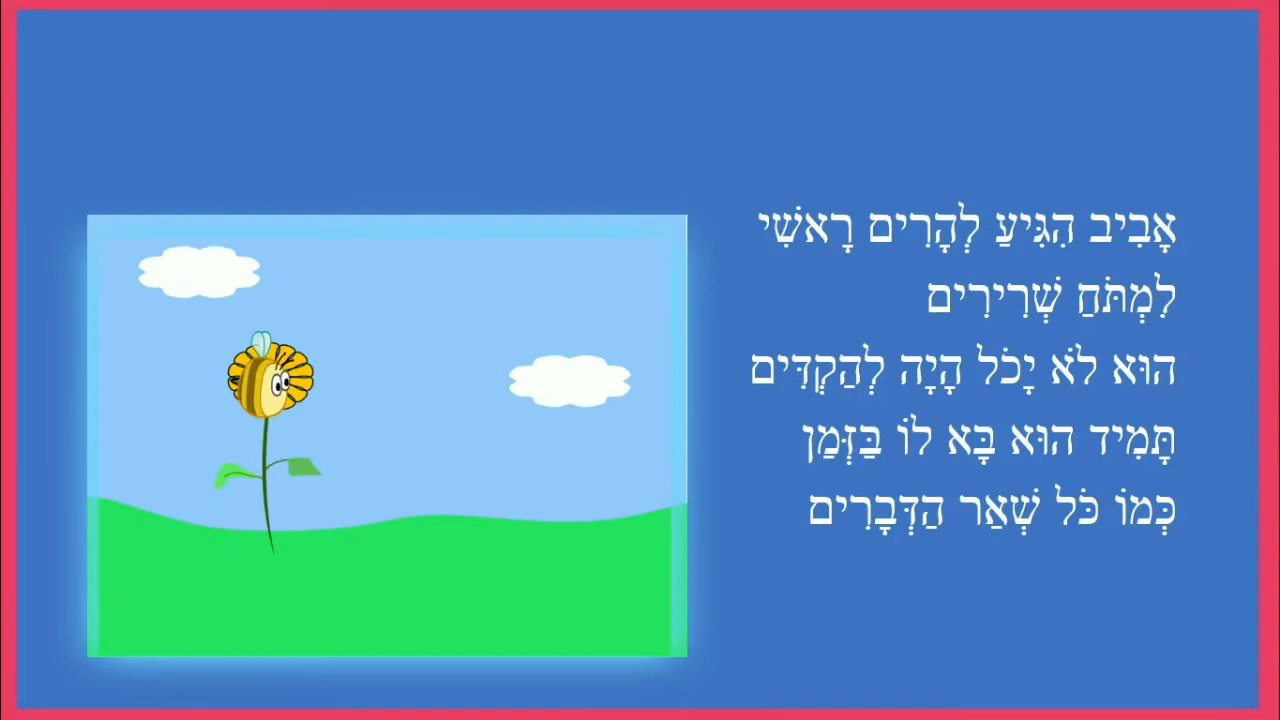 אָבִיב הִגִּיעַ לְהָרִים רָאשִׁי
לִמְתֹּחַ שְׁרִירִים
הוּא לֹא יָכֹל הָיָה לְהַקְדִּים
תָּמִיד הוּא בָּא לוֹ בַּזְּמַן
כְּמוֹ כֹּל שְׁאַר הַדְּבָרִים